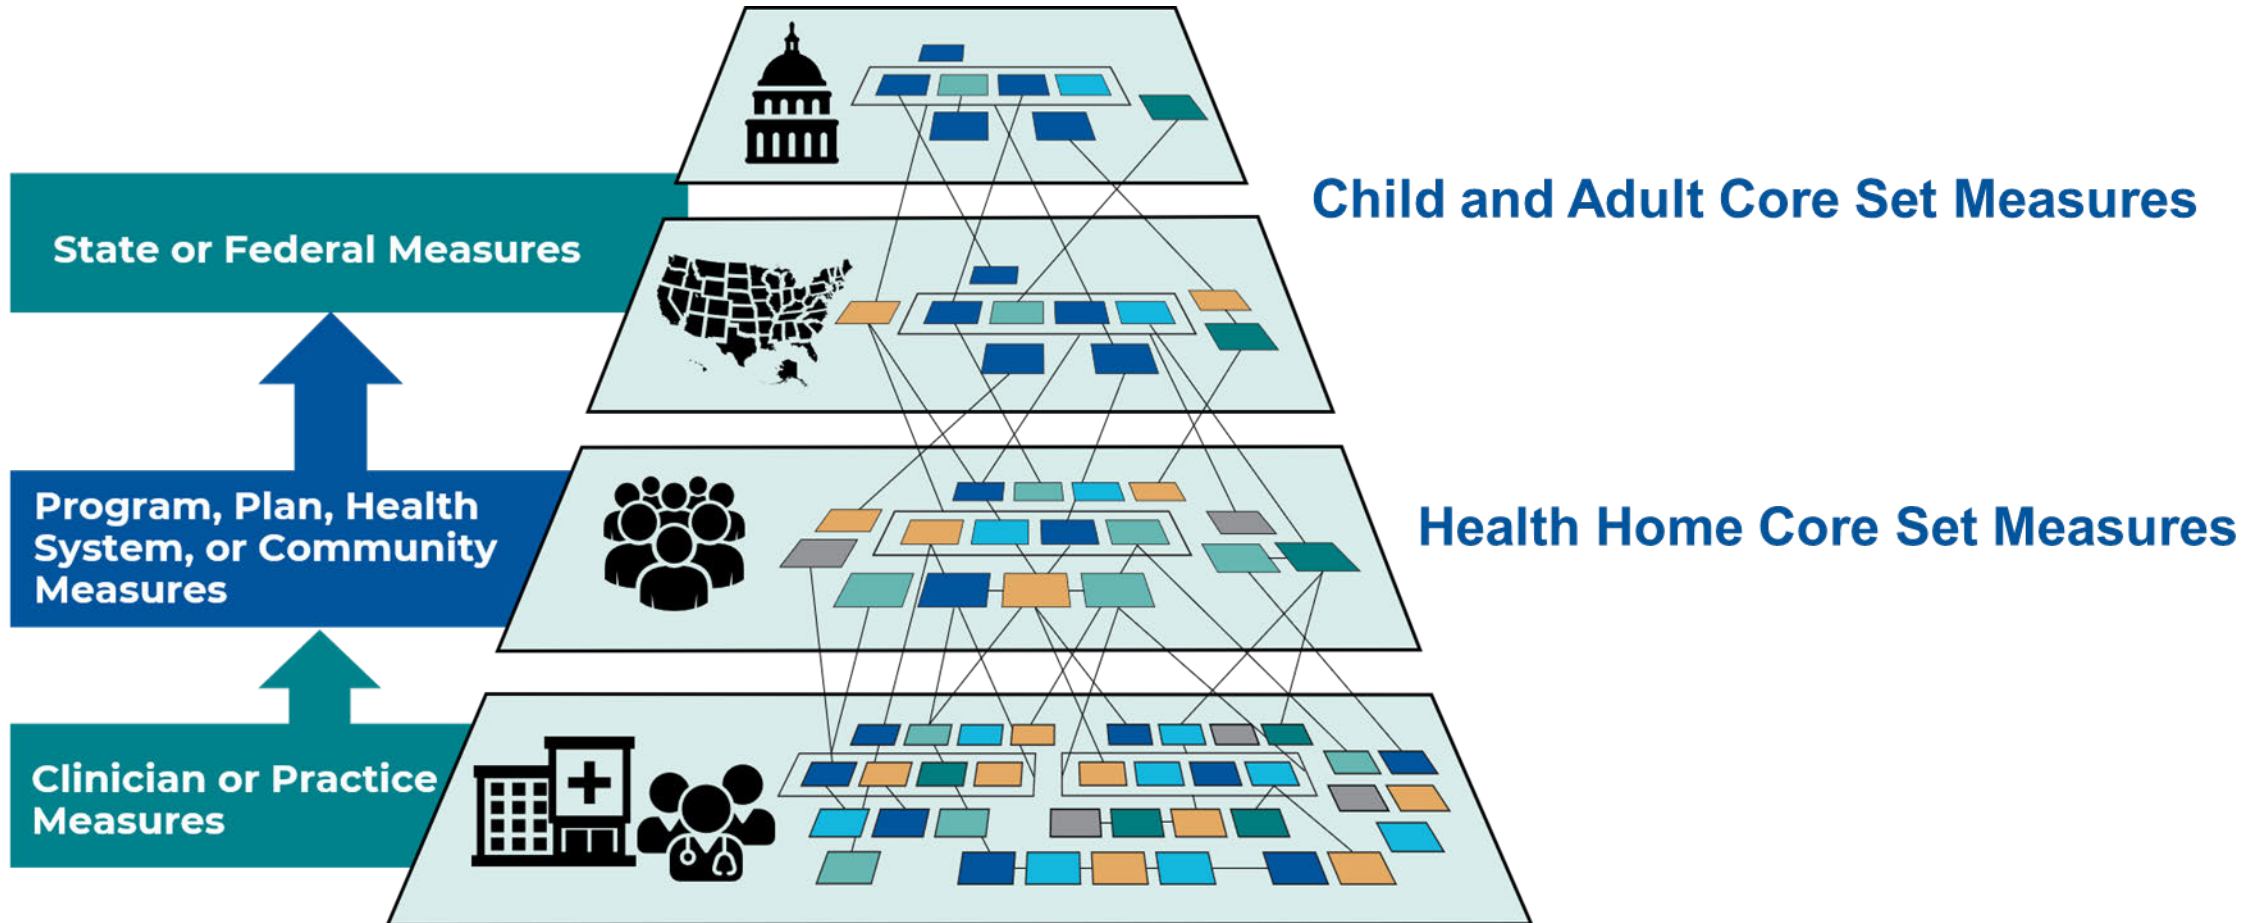 Child and Adult Core Set Measures
State or Federal Measures
Program, Plan, Health
System, or Community
Measures
Health Home Core Set Measures
Clinician or Practice
Measures